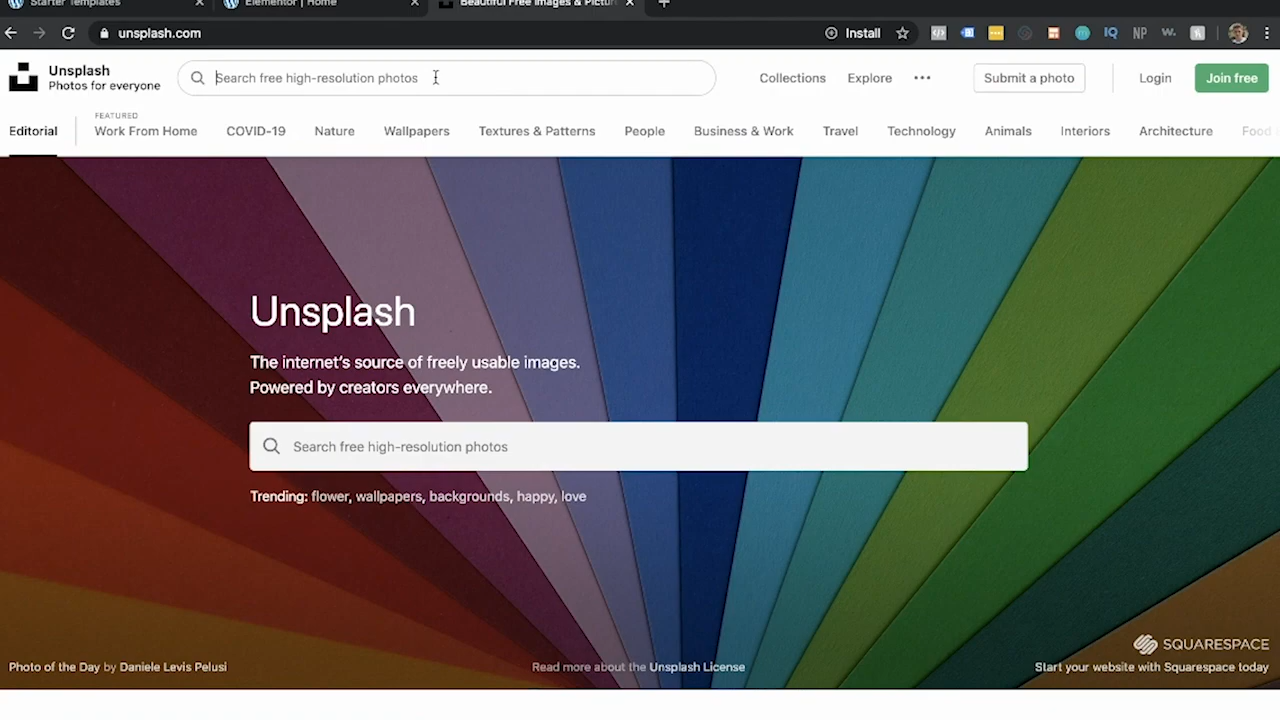 Starter Templates
Elementor | Home
Beautiful Free Images & Pictur
unsplash.com
Install
IQ
NP
w.
Unsplash
Photos for everyone
Search free high-resolution photos
Collections
Explore
Submit a photo
Login
Join free
Editorial
FEATURED
Work From Home
COVID-19
Nature
Wallpapers
Textures & Patterns
People
Business & Work
Travel
Technology
Animals
Interiors
Architecture
Food
Unsplash
The internet's source of freely usable images.
Powered by creators everywhere.
Search free high-resolution photos
Trending: flower, wallpapers, backgrounds, happy, love
SQUARESPACE
Photo of the Day by Daniele Levis Pelusi
Read more about the Unsplash License
Start your website with Squarespace today